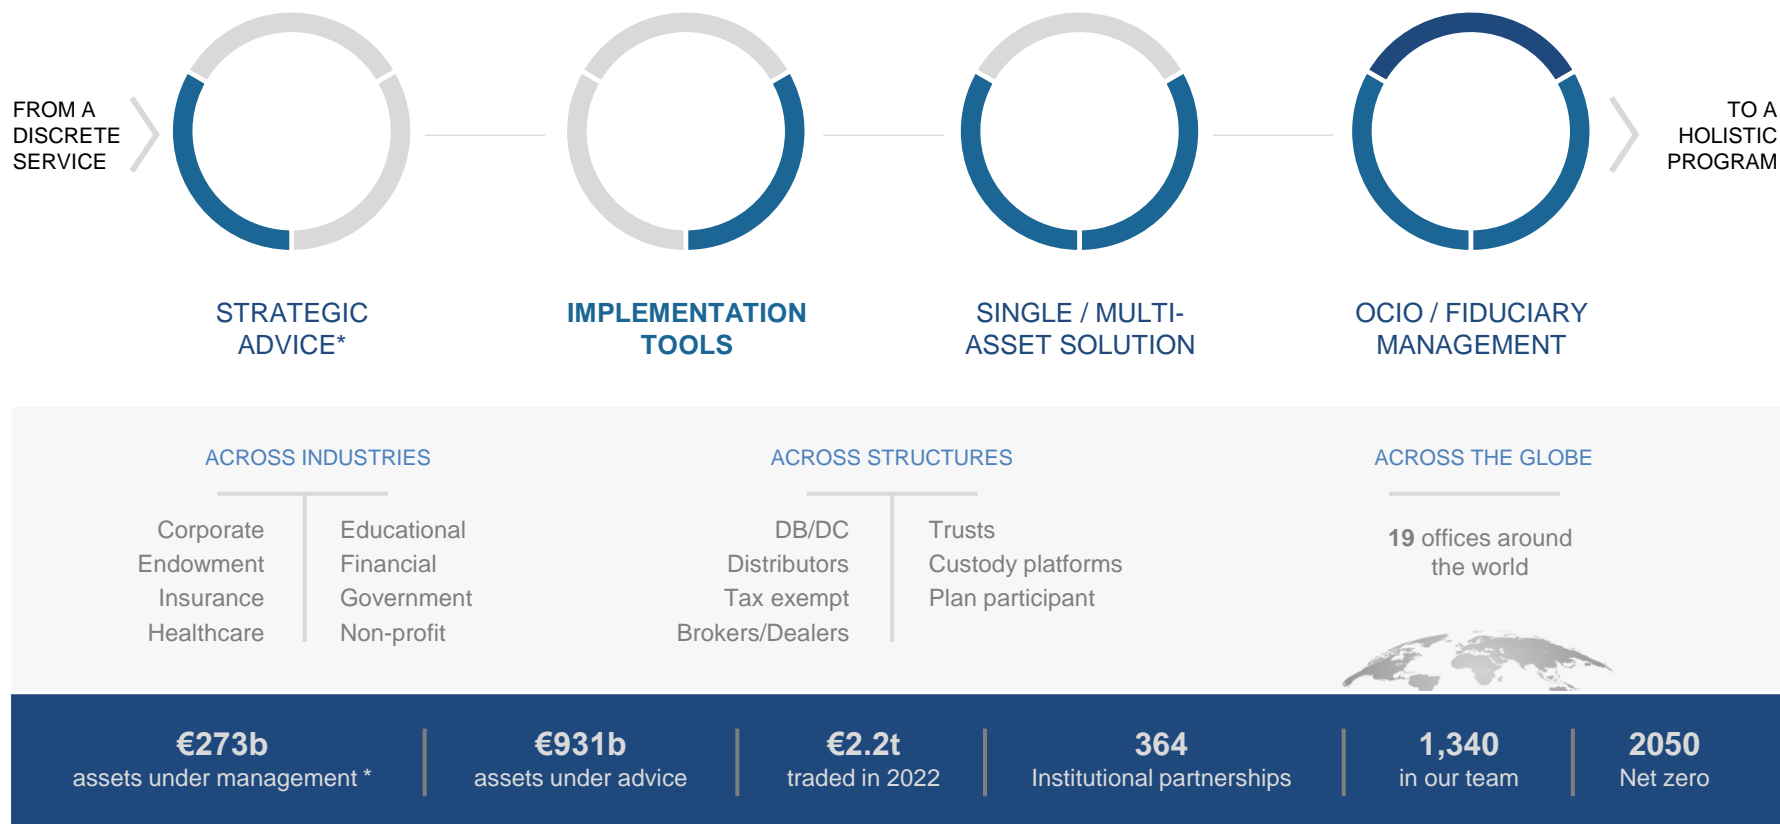 FROM A
DISCRETE
SERVICE
TO A
HOLISTIC
PROGRAM
STRATEGIC
ADVICE*
IMPLEMENTATION
TOOLS
SINGLE / MULTI-
ASSET SOLUTION
OCIO / FIDUCIARY
MANAGEMENT
ACROSS INDUSTRIES
Corporate
Endowment
Insurance
Healthcare
Educational
Financial
Government
Non-profit
ACROSS STRUCTURES
DB/DC
Distributors
Tax exempt
Brokers/Dealers
Trusts
Custody platforms
Plan participant
ACROSS THE GLOBE
19 offices around
the world
€273b
assets under management *
€931b
assets under advice
€2.2t
traded in 2022
364
Institutional partnerships
1,340
in our team
2050
Net zero